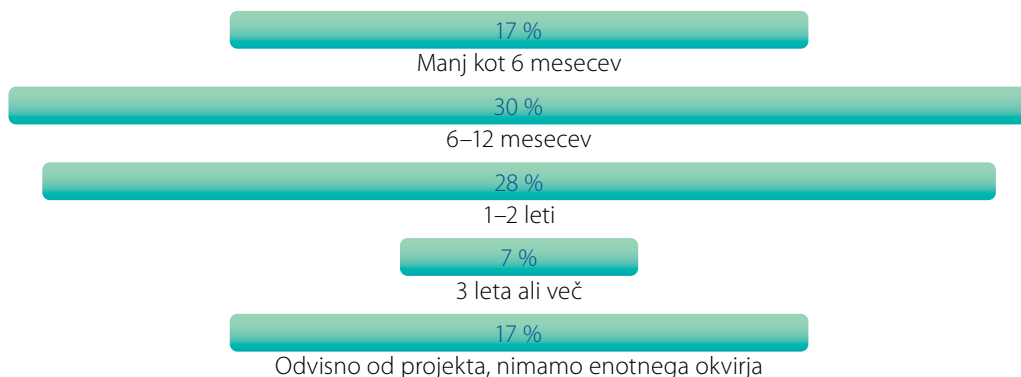 17 %
Manj kot 6 mesecev
30 %
6–12 mesecev
28 %
1–2 leti
7 %
3 leta ali več
17 %
Odvisno od projekta, nimamo enotnega okvirja